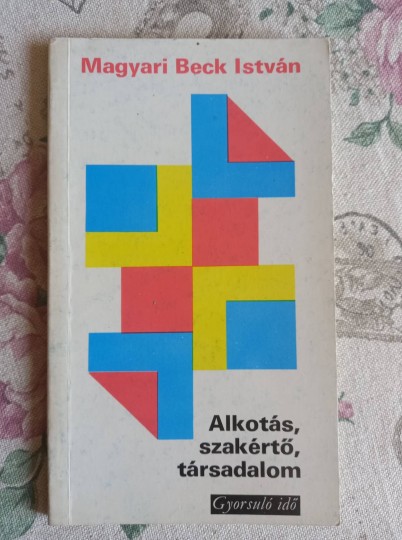 Magyari Beck István
Alkotás,
szakértő,
társadalom
Gyorsuló idő